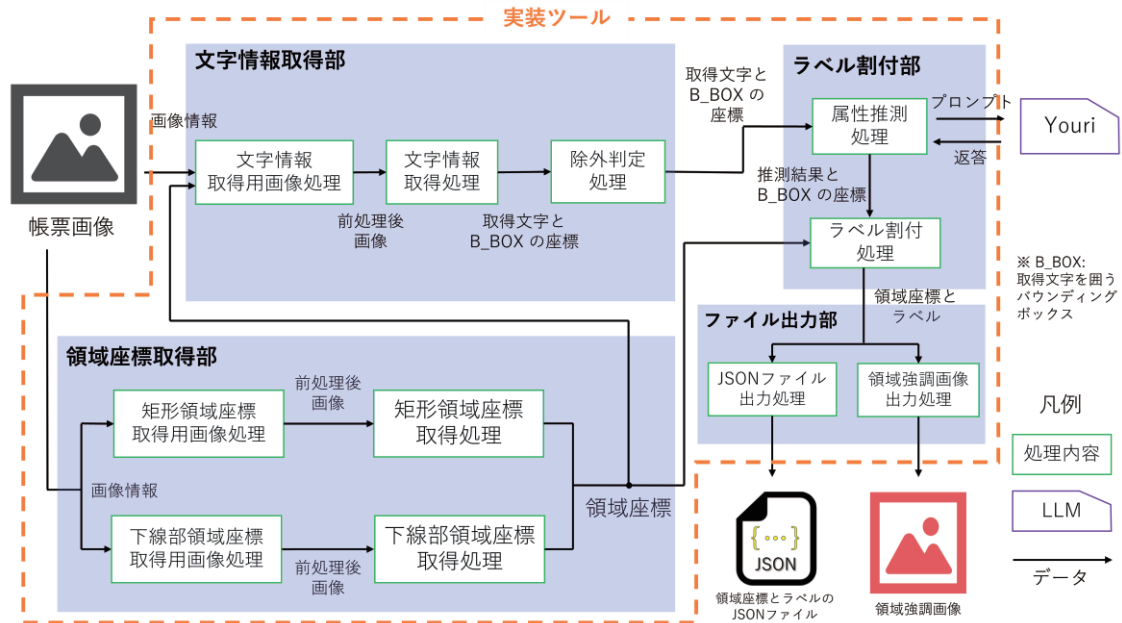 実装ツール
文字情報取得部
画像情報
文字情報
取得用画像処理
前処理後
画像
文字情報
取得処理
取得文字と
B_BOX の座標
除外判定
処理
取得文字と
B_BOX の
座標
ラベル割付部
属性推測
処理
プロンプト
返答
Youri
推測結果と
B_BOX の座標
ラベル割付
処理
領域座標と
ラベル
帳票画像
※ B_BOX:
取得文字を囲う
バウンディング
ボックス
ファイル出力部
JSONファイル
出力処理
領域強調画像
出力処理
領域座標取得部
矩形領域座標
取得用画像処理
前処理後
画像
矩形領域座標
取得処理
画像情報
領域座標
下線部領域座標
取得用画像処理
前処理後
画像
下線部領域座標
取得処理
{...}
JSON
領域座標とラベルの
JSONファイル
領域強調画像
凡例
処理内容
LLM
データ